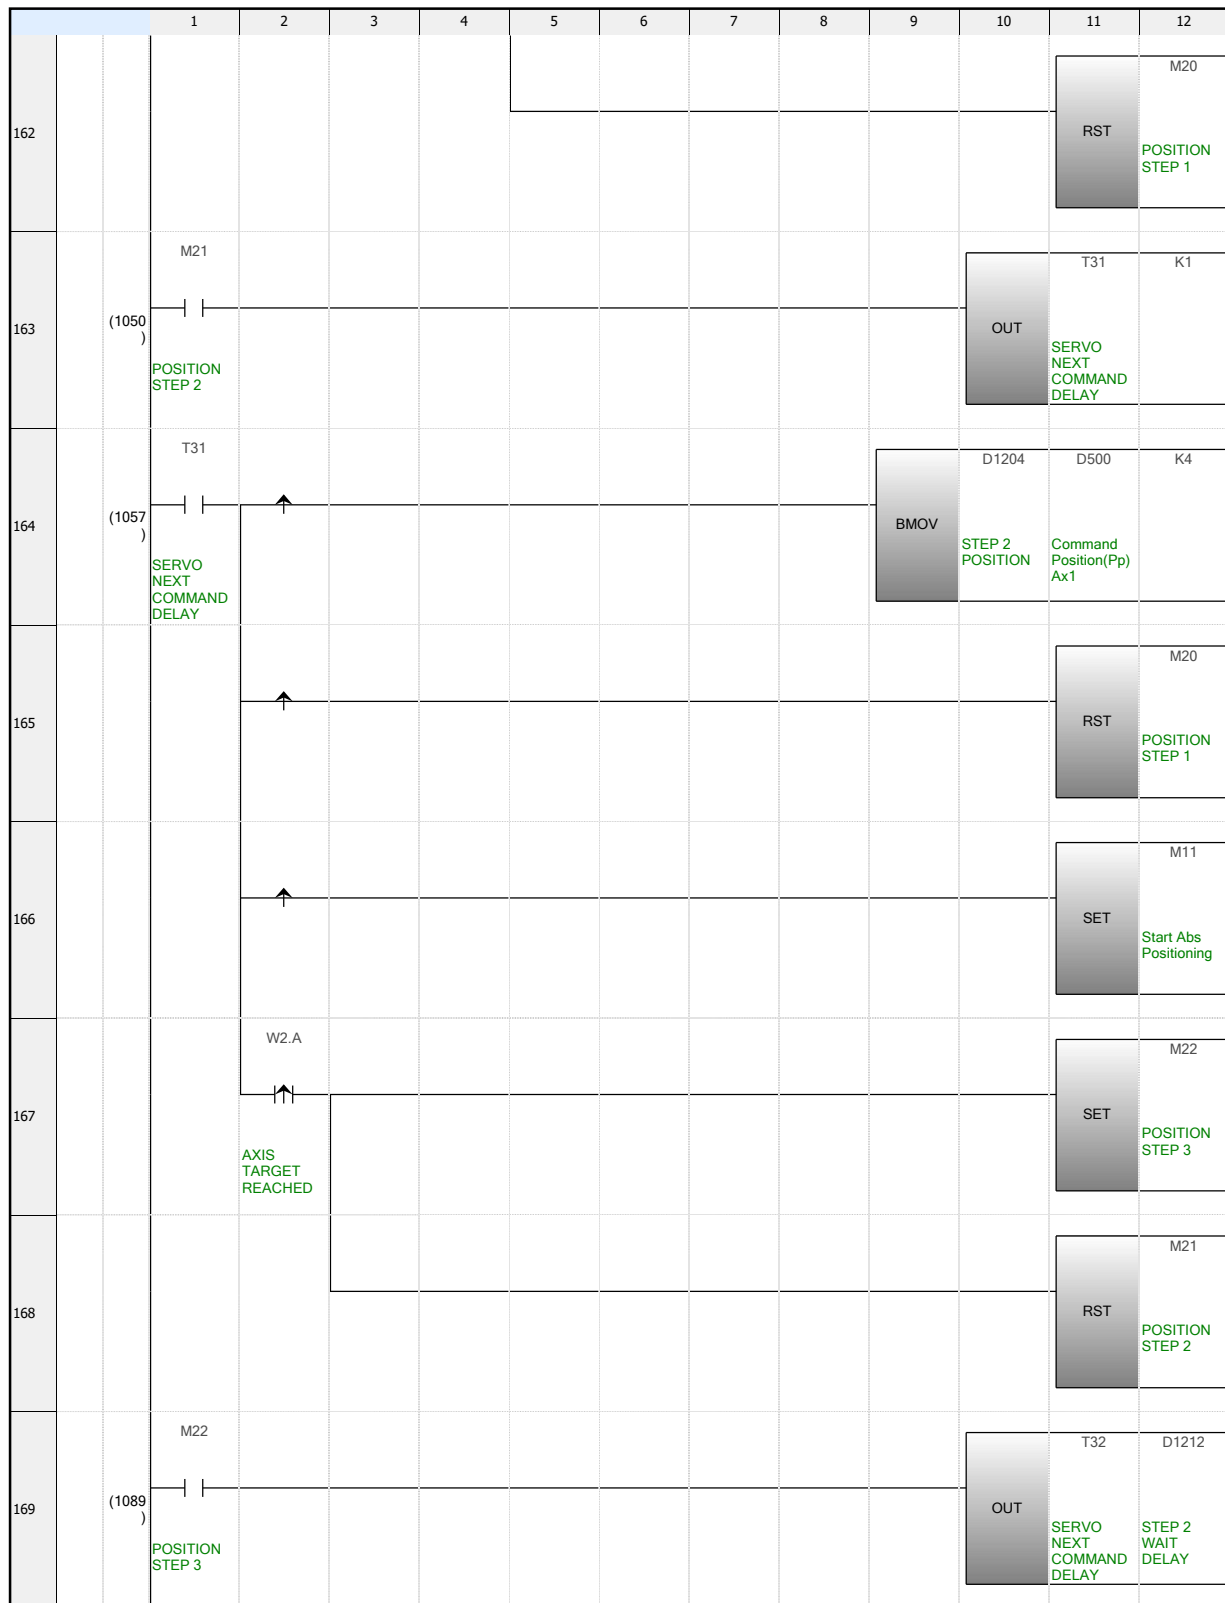 1 2 3 4 5 6 7 8 9 10 11 12
M20
162
RST
POSITION
STEP 1
M21
T31 K1
163
(1050
)
OUT
POSITION
STEP 2
SERVO
NEXT
COMMAND
DELAY
T31
D1204 D500 K4
164
(1057
)
BMOV
SERVO
NEXT
COMMAND
DELAY
STEP 2
POSITION
Command
Position(Pp)
Ax1
M20
165
RST
POSITION
STEP 1
M11
166
SET
Start Abs
Positioning
W2.A
M22
167
SET
AXIS
TARGET
REACHED
POSITION
STEP 3
M21
168
RST
POSITION
STEP 2
M22
T32 D1212
169
(1089
)
OUT
POSITION
STEP 3
SERVO
NEXT
COMMAND
DELAY
STEP 2
WAIT
DELAY